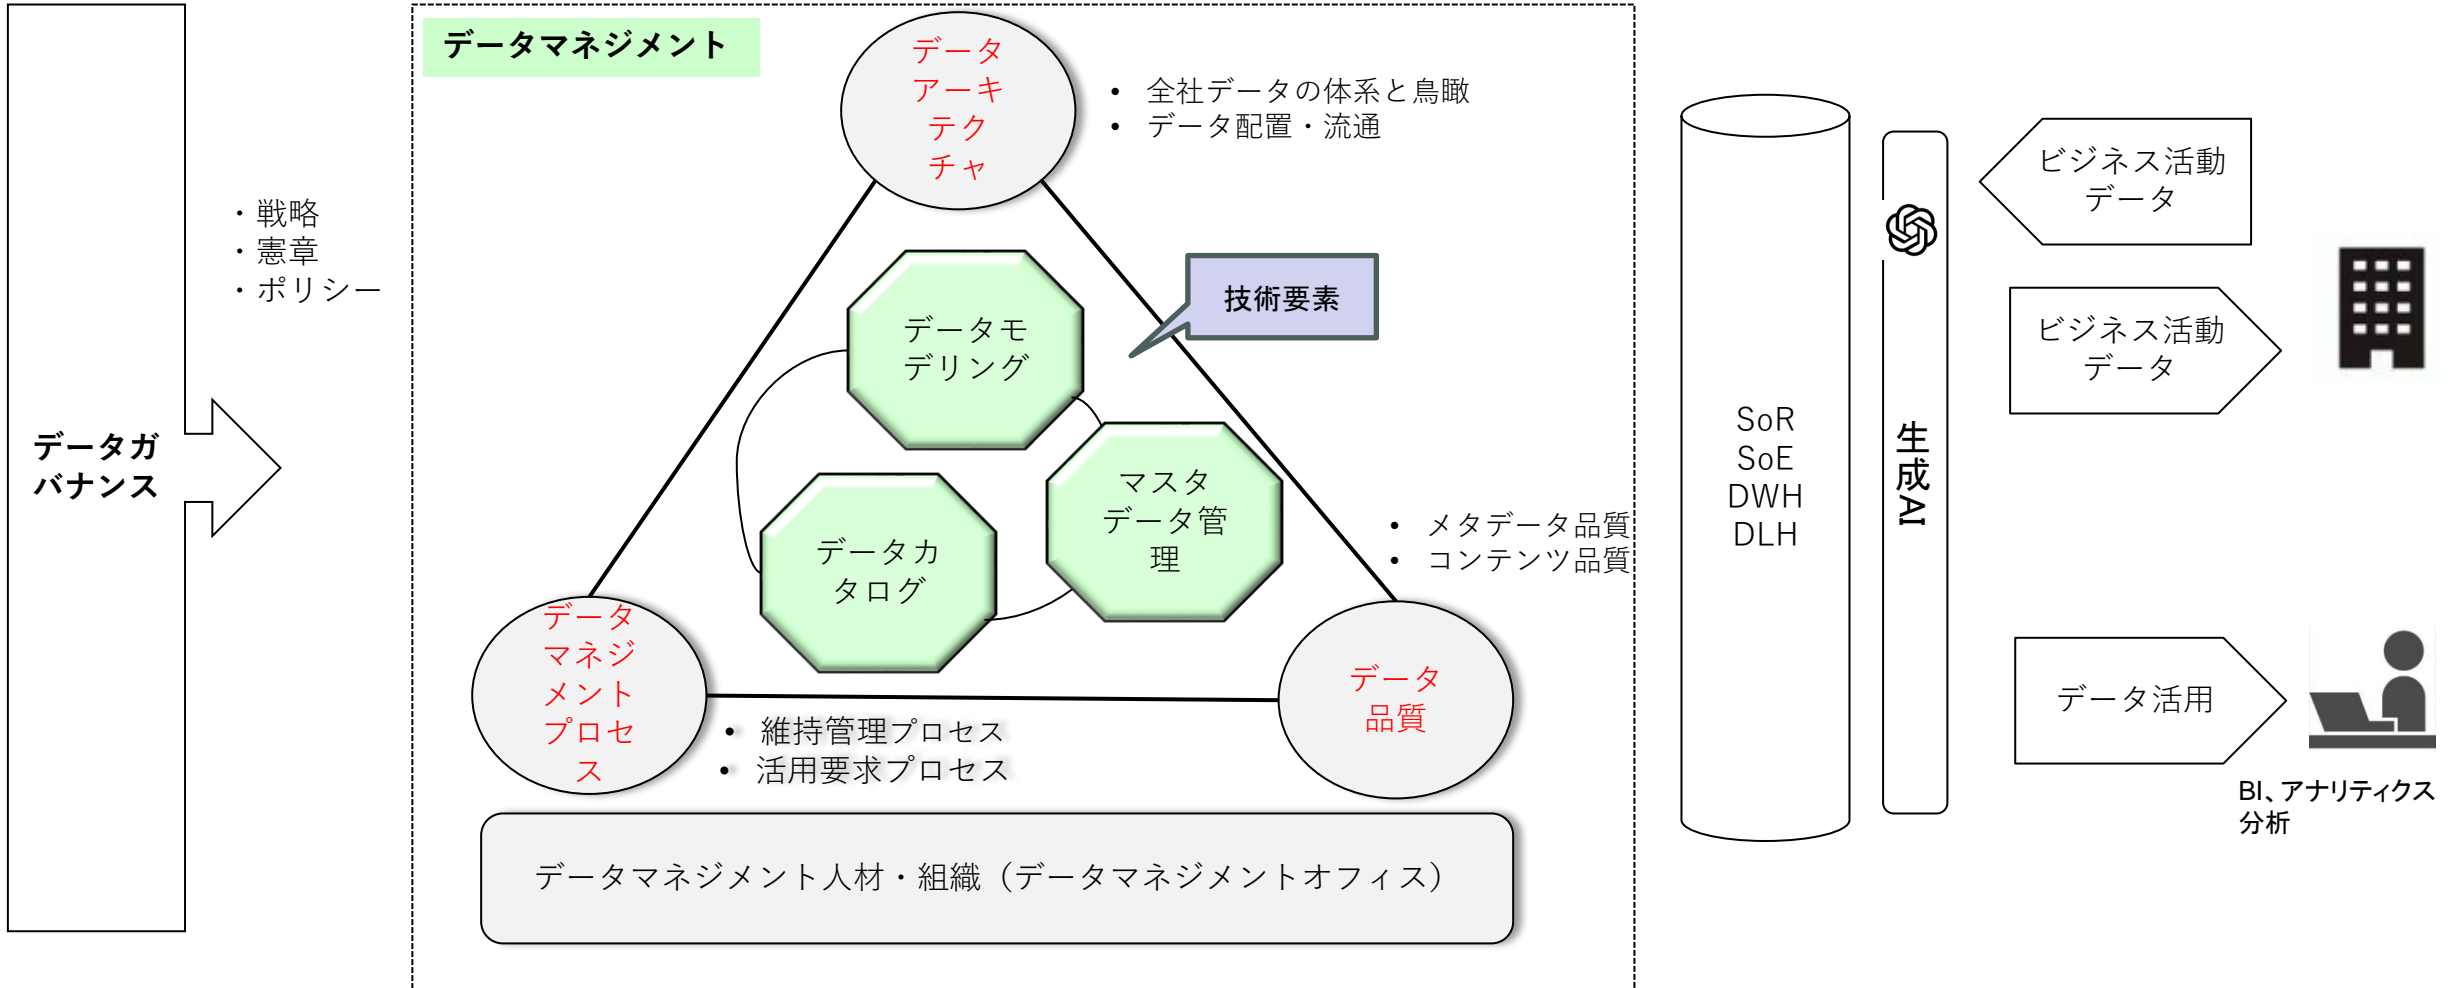 データガ
バナンス
・戦略
・憲章
・ポリシー
データマネジメント
データ
アーキ
テク
チャ
• 全社データの体系と鳥瞰
• データ配置・流通
技術要素
データモ
デリング
マスタ
データ管
理
データカ
タログ
• メタデータ品質
• コンテンツ品質
データ
マネジ
メント
プロセ
ス
データ
品質
• 維持管理プロセス
• 活用要求プロセス
データマネジメント人材・組織（データマネジメントオフィス）
SoR
SoE
DWH
DLH
生成AI
ビジネス活動
データ
ビジネス活動
データ
データ活用
BI、アナリティクス
分析